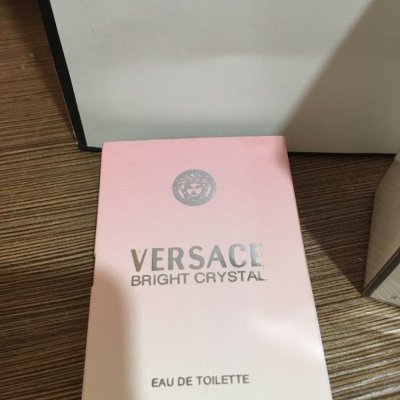 VERSACE
BRIGHT CRYSTAL
EAU DE TOILETTE